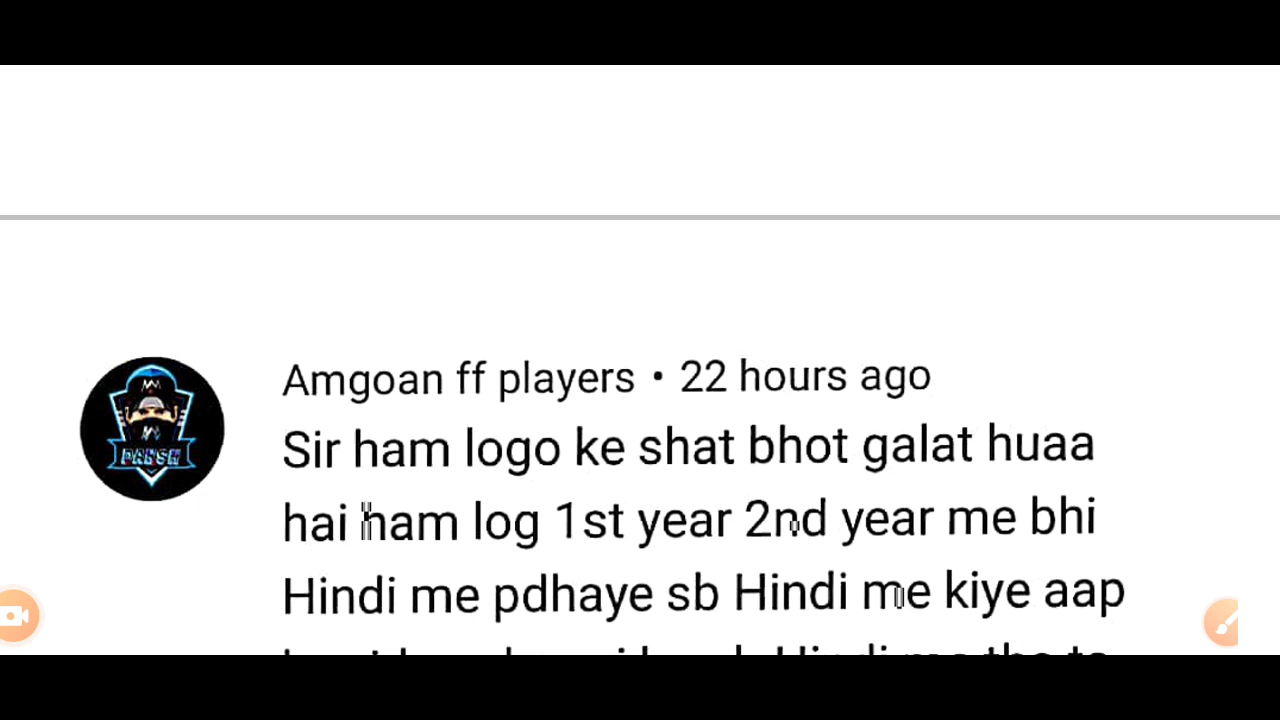 Amgoan ff players • 22 hours ago
Sir ham logo ke shat bhot galat huaa
hai ham log 1st year 2nd year me bhi
Hindi me pdhaye sb Hindi me kiye aap
DANSH